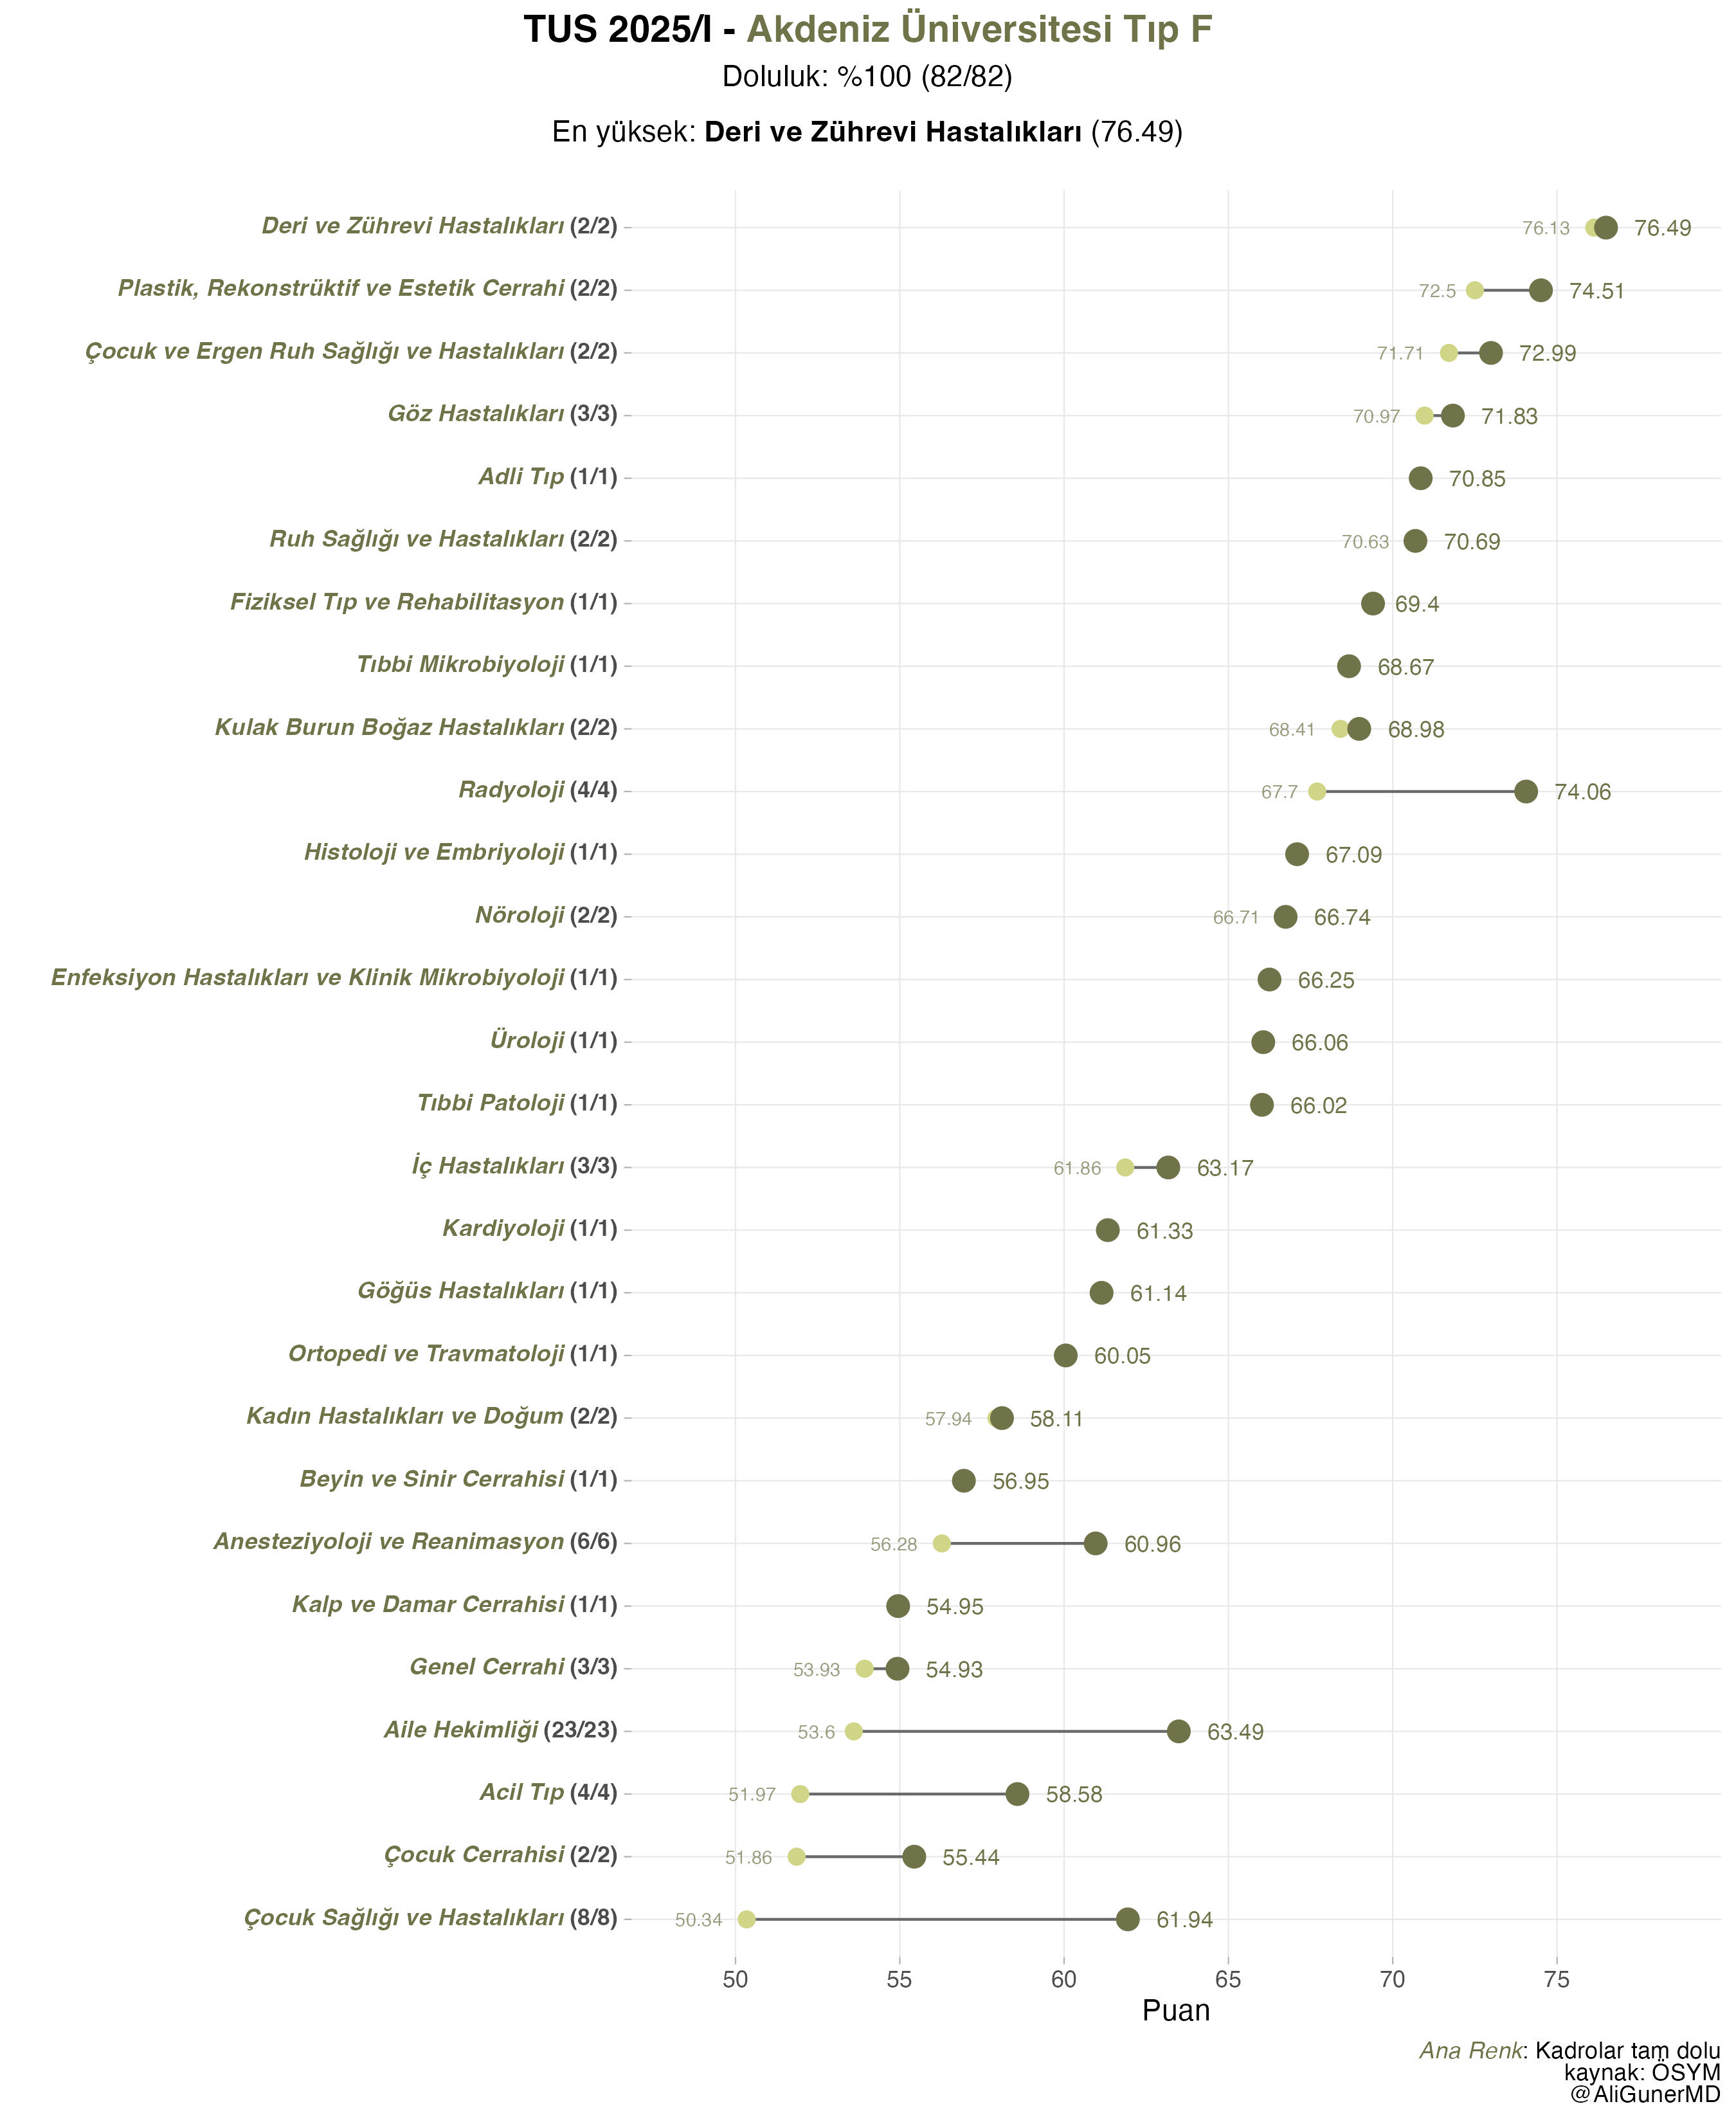 TUS 2025/I - Akdeniz Üniversitesi Tıp F
Doluluk: %100 (82/82)
En yüksek: Deri ve Zührevi Hastalıkları (76.49)
Deri ve Zührevi Hastalıkları (2/2) 76.13 76.49
Plastik, Rekonstrüktif ve Estetik Cerrahi (2/2) 72.5 74.51
Çocuk ve Ergen Ruh Sağlığı ve Hastalıkları (2/2) 71.71 72.99
Göz Hastalıkları (3/3) 70.97 71.83
Adli Tıp (1/1) 70.85
Ruh Sağlığı ve Hastalıkları (2/2) 70.63 70.69
Fiziksel Tıp ve Rehabilitasyon (1/1) 69.4
Tıbbi Mikrobiyoloji (1/1) 68.67
Kulak Burun Boğaz Hastalıkları (2/2) 68.41 68.98
Radyoloji (4/4) 67.7 74.06
Histoloji ve Embriyoloji (1/1) 67.09
Nöroloji (2/2) 66.71 66.74
Enfeksiyon Hastalıkları ve Klinik Mikrobiyoloji (1/1) 66.25
Üroloji (1/1) 66.06
Tıbbi Patoloji (1/1) 66.02
İç Hastalıkları (3/3) 61.86 63.17
Kardiyoloji (1/1) 61.33
Göğüs Hastalıkları (1/1) 61.14
Ortopedi ve Travmatoloji (1/1) 60.05
Kadın Hastalıkları ve Doğum (2/2) 57.94 58.11
Beyin ve Sinir Cerrahisi (1/1) 56.95
Anesteziyoloji ve Reanimasyon (6/6) 56.28 60.96
Kalp ve Damar Cerrahisi (1/1) 54.95
Genel Cerrahi (3/3) 53.93 54.93
Aile Hekimliği (23/23) 53.6 63.49
Acil Tıp (4/4) 51.97 58.58
Çocuk Cerrahisi (2/2) 51.86 55.44
Çocuk Sağlığı ve Hastalıkları (8/8) 50.34 61.94
50 55 60 65 70 75
Puan
Ana Renk: Kadrolar tam dolu
kaynak: ÖSYM
@AliGunerMD